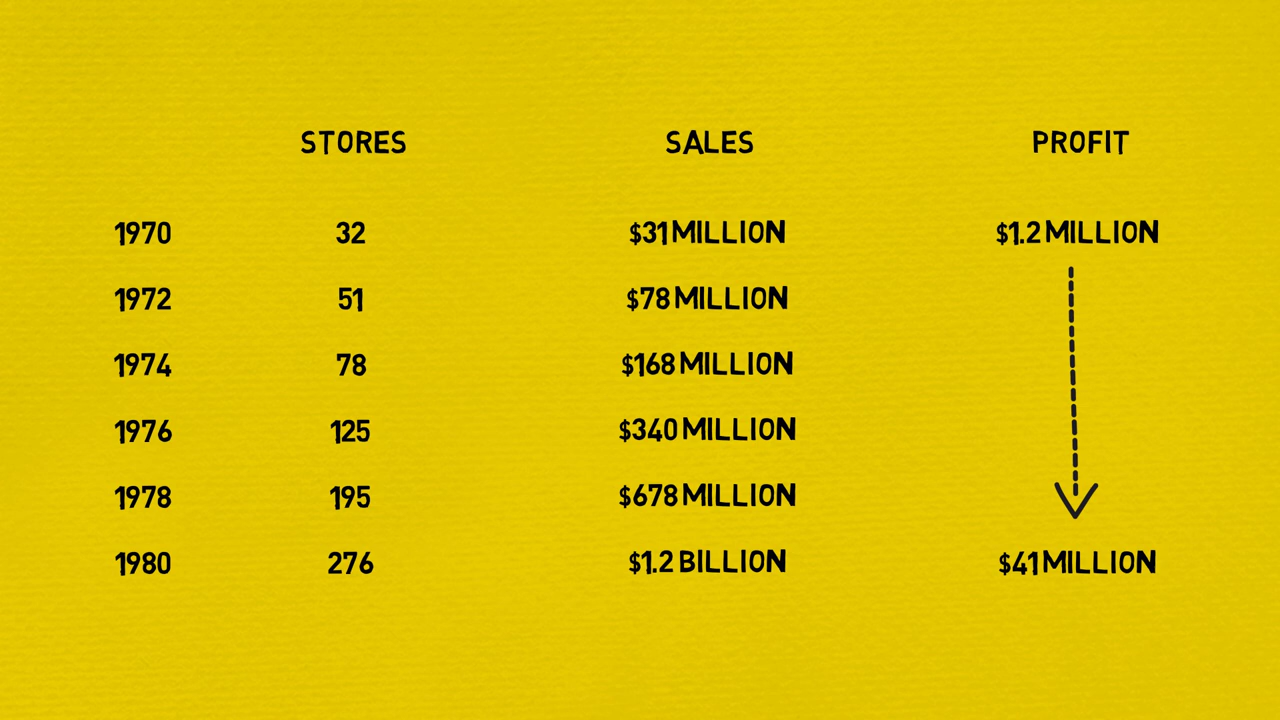 STORES SALES PROFIT
1970 32 $31 MILLION $1.2 MILLION
1972 51 $78 MILLION
1974 78 $168 MILLION
1976 125 $340 MILLION
1978 195 $678 MILLION
1980 276 $1.2 BILLION $41 MILLION